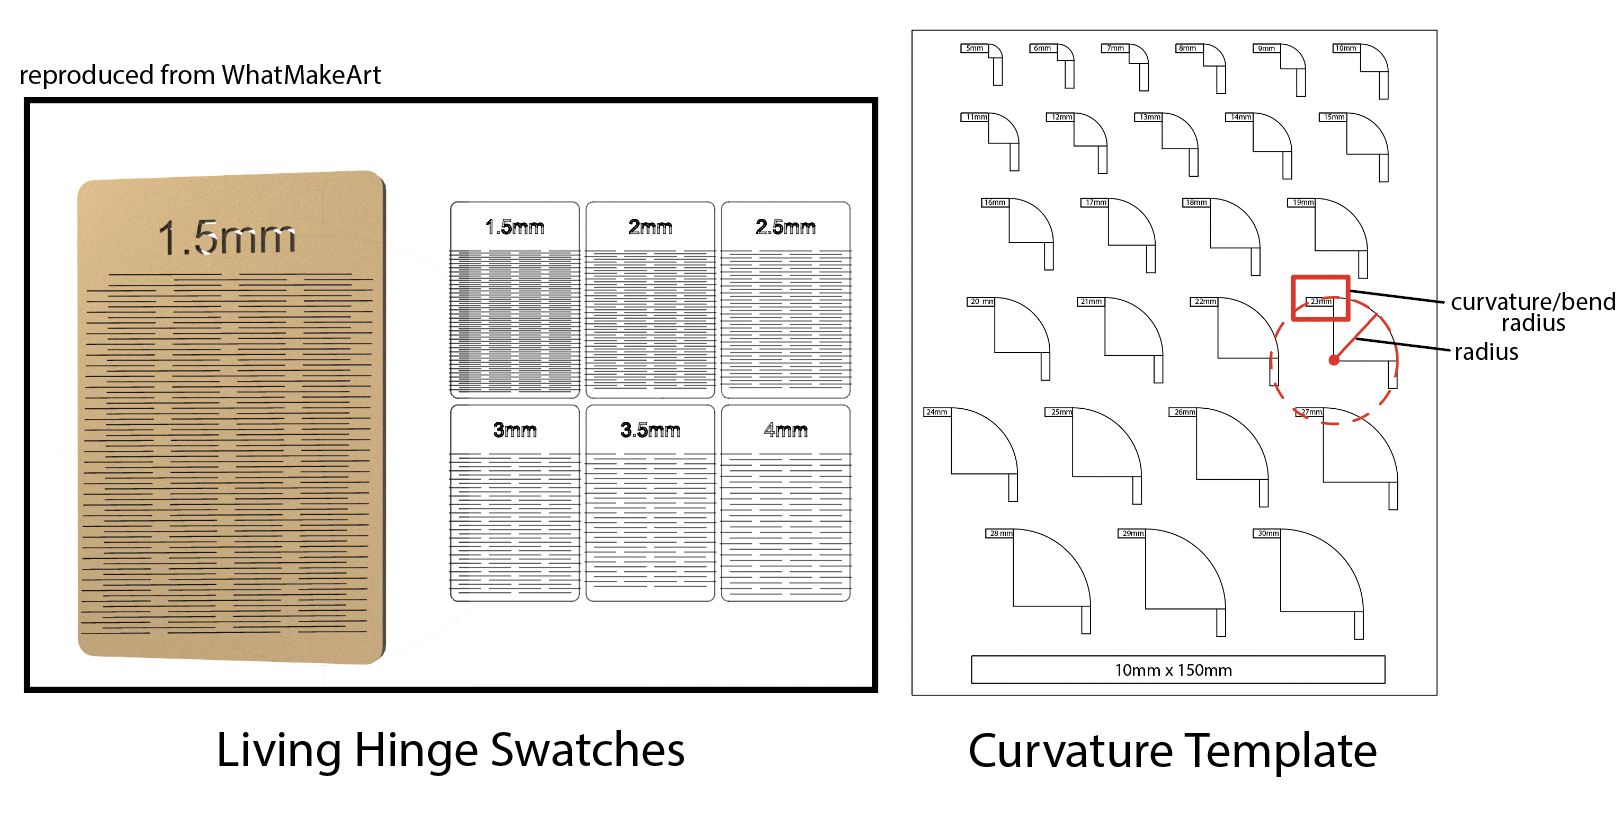 reproduced from WhatMakeArt
1.5mm
1.5mm 2mm 2.5mm
3mm 3.5mm 4mm
Living Hinge Swatches
5mm 6mm 7mm 8mm 9mm 10mm
11mm 12mm 13mm 14mm 15mm
16mm 17mm 18mm 19mm
20 mm 21mm 22mm 23mm
curvature/bend
radius
radius
24mm 25mm 26mm 27mm
28 mm 29mm 30mm
10mm x 150mm
Curvature Template